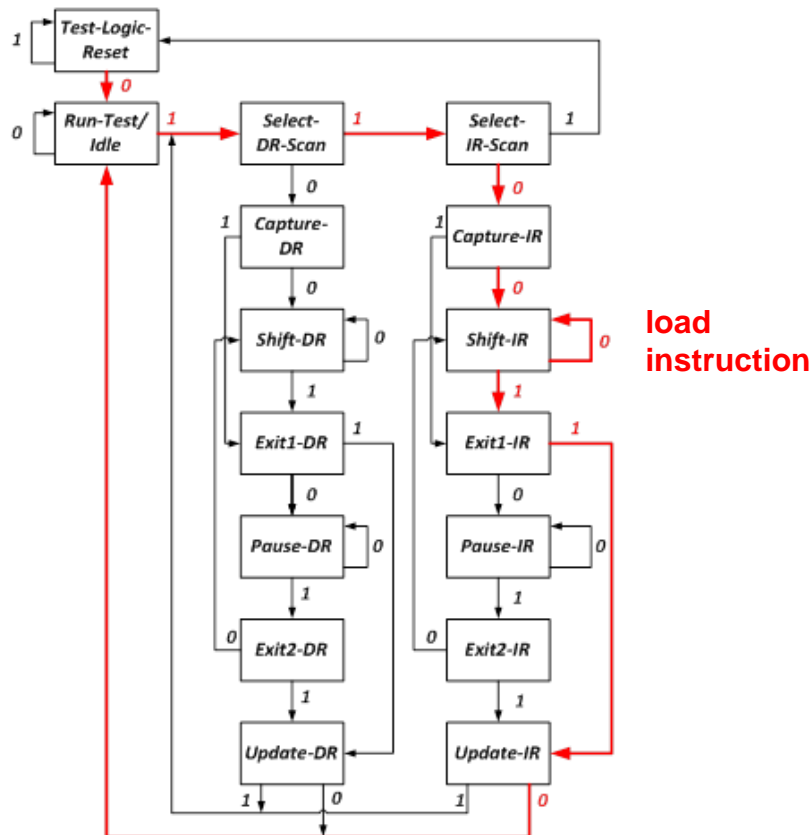 Test-Logic-
Reset
1
0
Run-Test/
Idle
0
1
Select-
DR-Scan
1
Select-
IR-Scan
1
0
0
1
Capture-
DR
1
Capture-IR
0
0
Shift-DR
0
Shift-IR
0
load
instruction
1
1
Exit1-DR
1
Exit1-IR
1
0
0
Pause-DR
0
Pause-IR
0
1
1
0
Exit2-DR
0
Exit2-IR
1
1
Update-DR
Update-IR
1
0
1
0